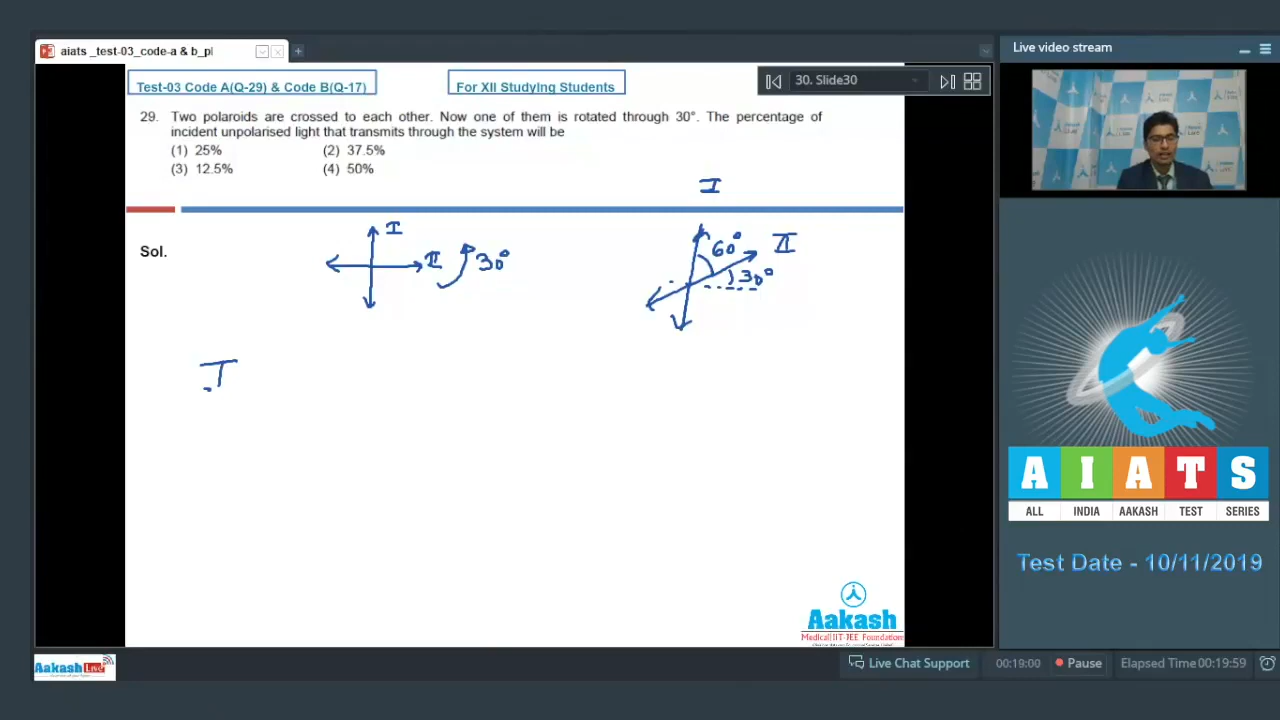 aiats _test-03_code-a & b_pl
Live video stream
Test-03 Code A(Q-29) & Code B(Q-17)
For XII Studying Students
30. Slide30
29. Two polaroids are crossed to each other. Now one of them is rotated through 30°. The percentage of
incident unpolarised light that transmits through the system will be
(1) 25%
(2) 37.5%
(3) 12.5%
(4) 50%
I
Sol.
I
II
30°
60°
II
30°
I
AIATS
ALL INDIA AAKASH TEST SERIES
Test Date - 10/11/2019
Aakash
Medical|IIT-JEE|Foundations
Aakash Live
Live Chat Support
00:19:00
Pause
Elapsed Time 00:19:59